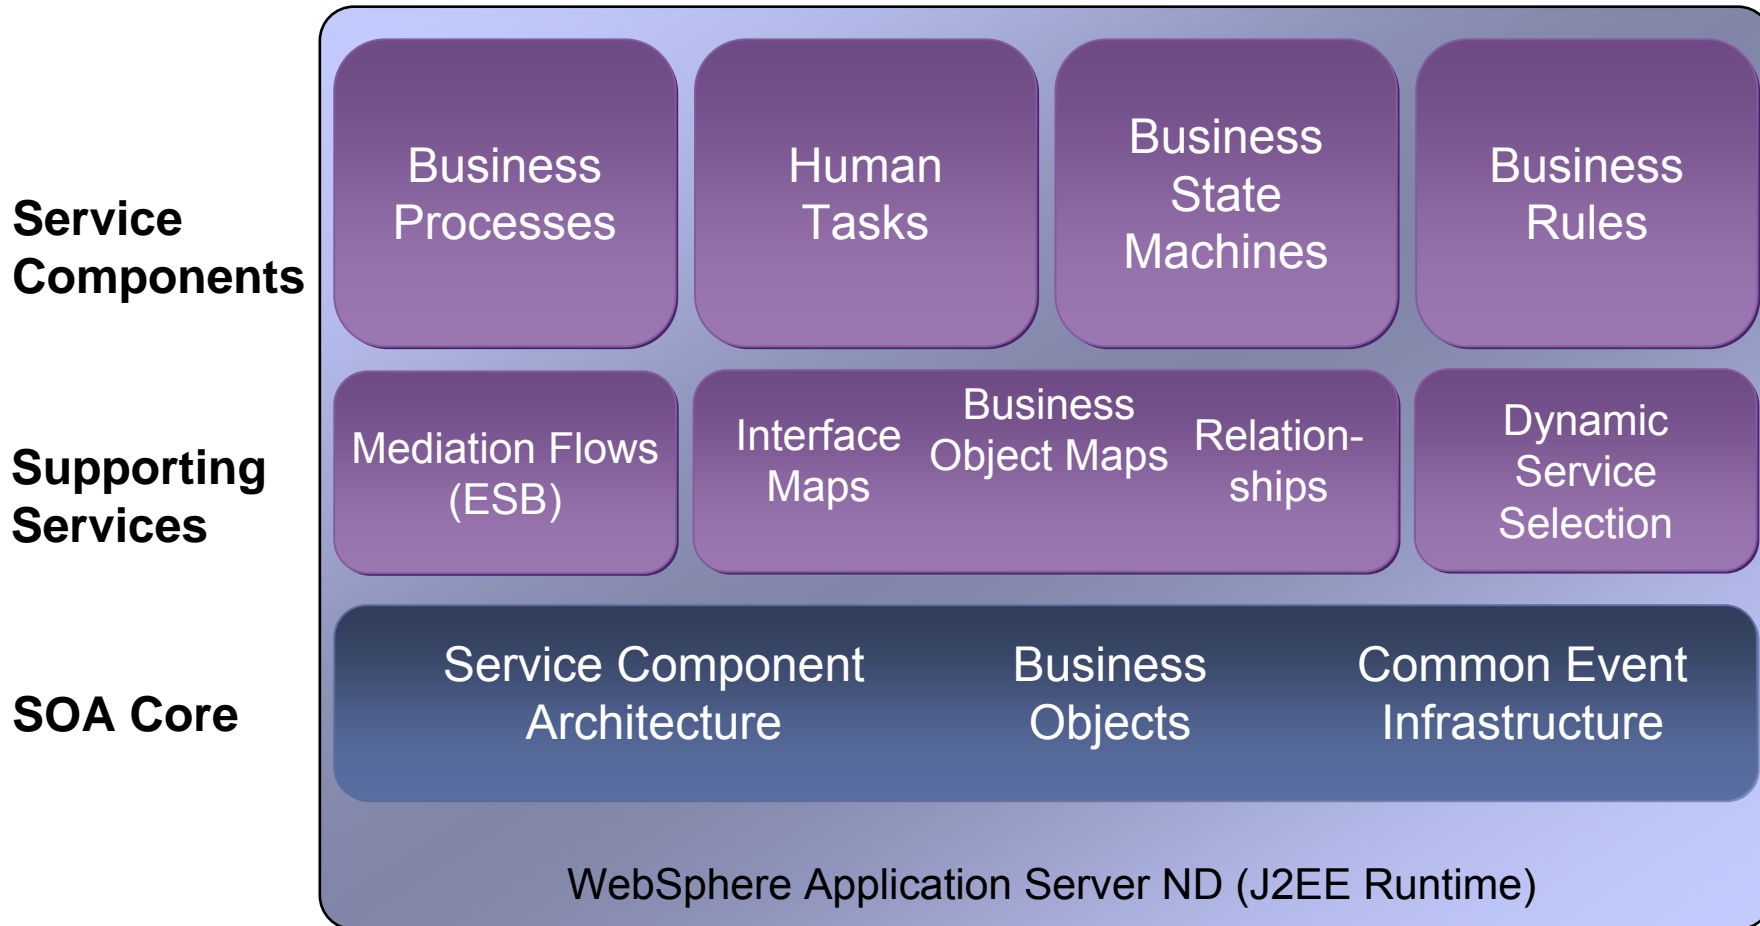 Service
Components
Business
Processes
Human
Tasks
Business
State
Machines
Business
Rules
Supporting
Services
Mediation Flows
(ESB)
Interface
Maps
Business
Object Maps
Relation-
ships
Dynamic
Service
Selection
SOA Core
Service Component
Architecture
Business
Objects
Common Event
Infrastructure
WebSphere Application Server ND (J2EE Runtime)